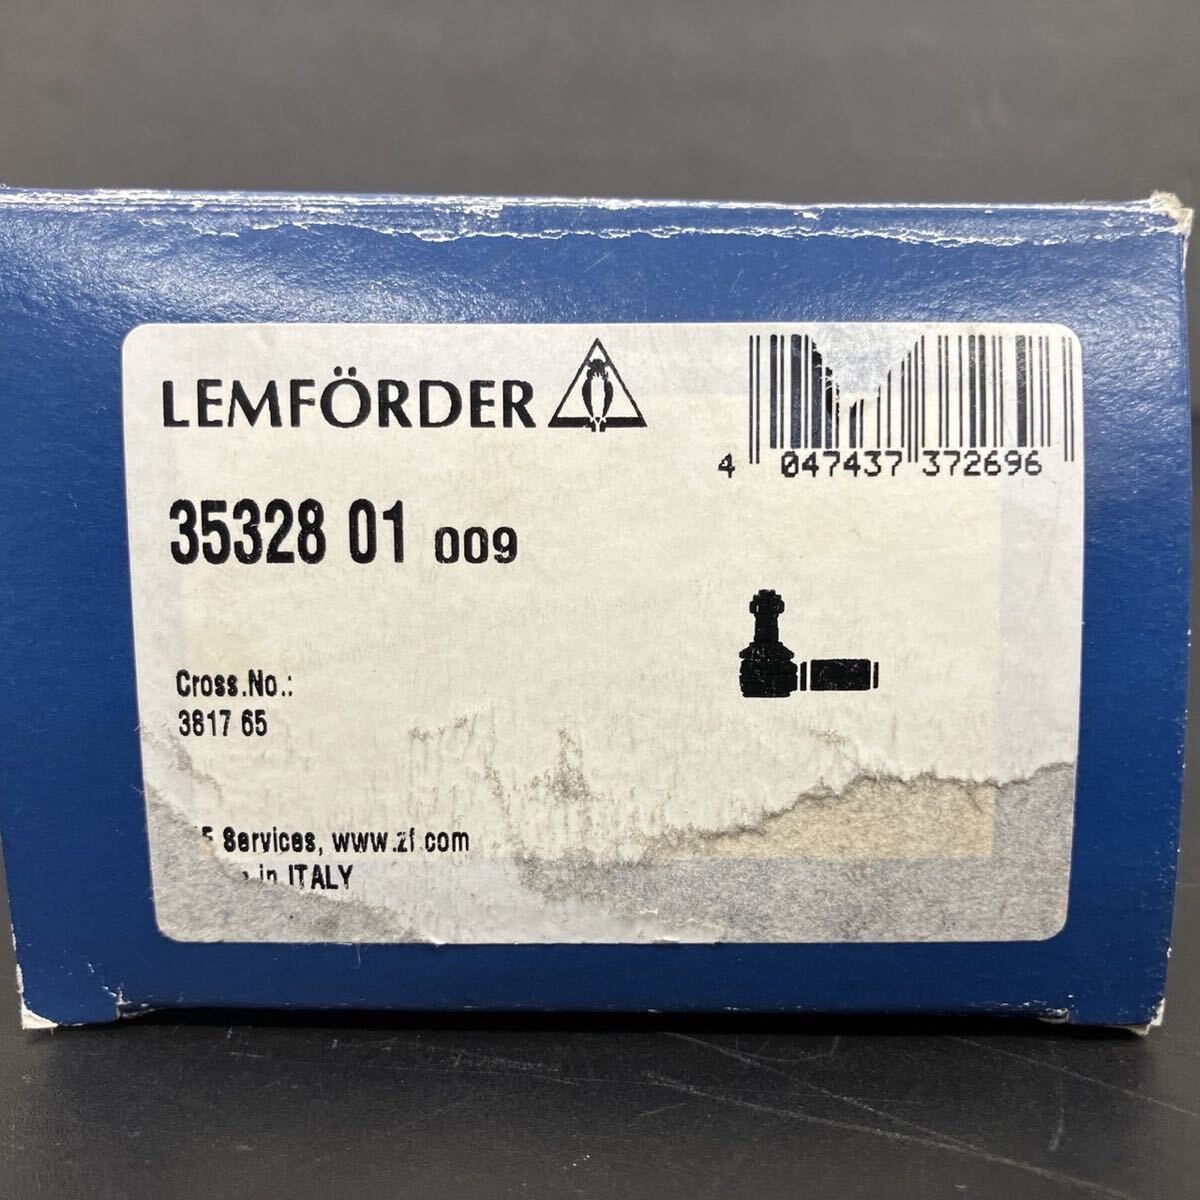 LEMFÖRDER
4 047437 372696
35328 01 009
Cross.No.:
3817 65
Services, www.zf.com
in ITALY